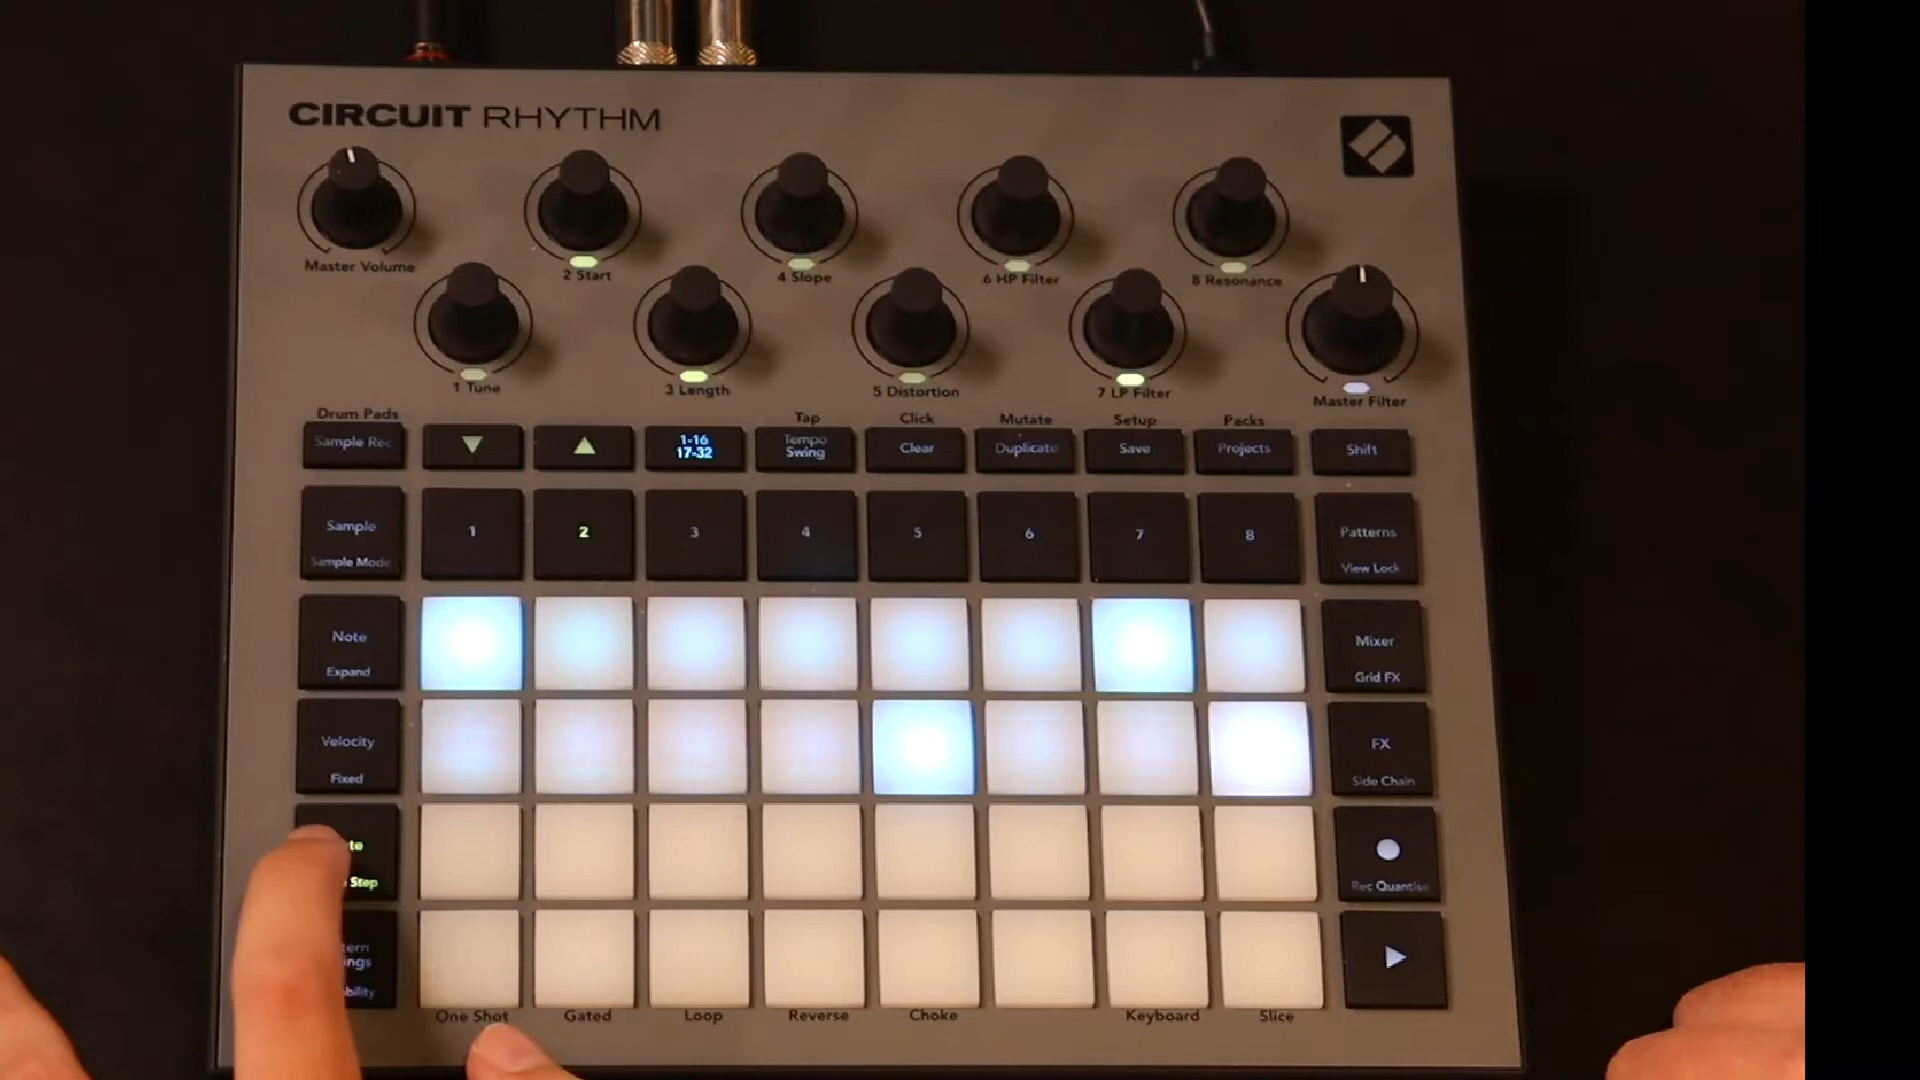 CIRCUIT RHYTHM
Master Volume
2 Start
4 Slope
6 HP Filter
8 Resonance
1 Tune
3 Length
5 Distortion
7 LP Filter
Master Filter
Drum Pads
Tap
Click
Mutate
Setup
Packs
Sample Rec
1-16
17-32
Tempo
Swing
Clear
Duplicate
Save
Projects
Shift
Sample
Sample Mode
1
2
3
4
5
6
7
8
Patterns
View Lock
Note
Expand
Mixer
Grid FX
Velocity
Fixed
FX
Side Chain
Step
Rec Quantise
One Shot
Gated
Loop
Reverse
Choke
Keyboard
Slice